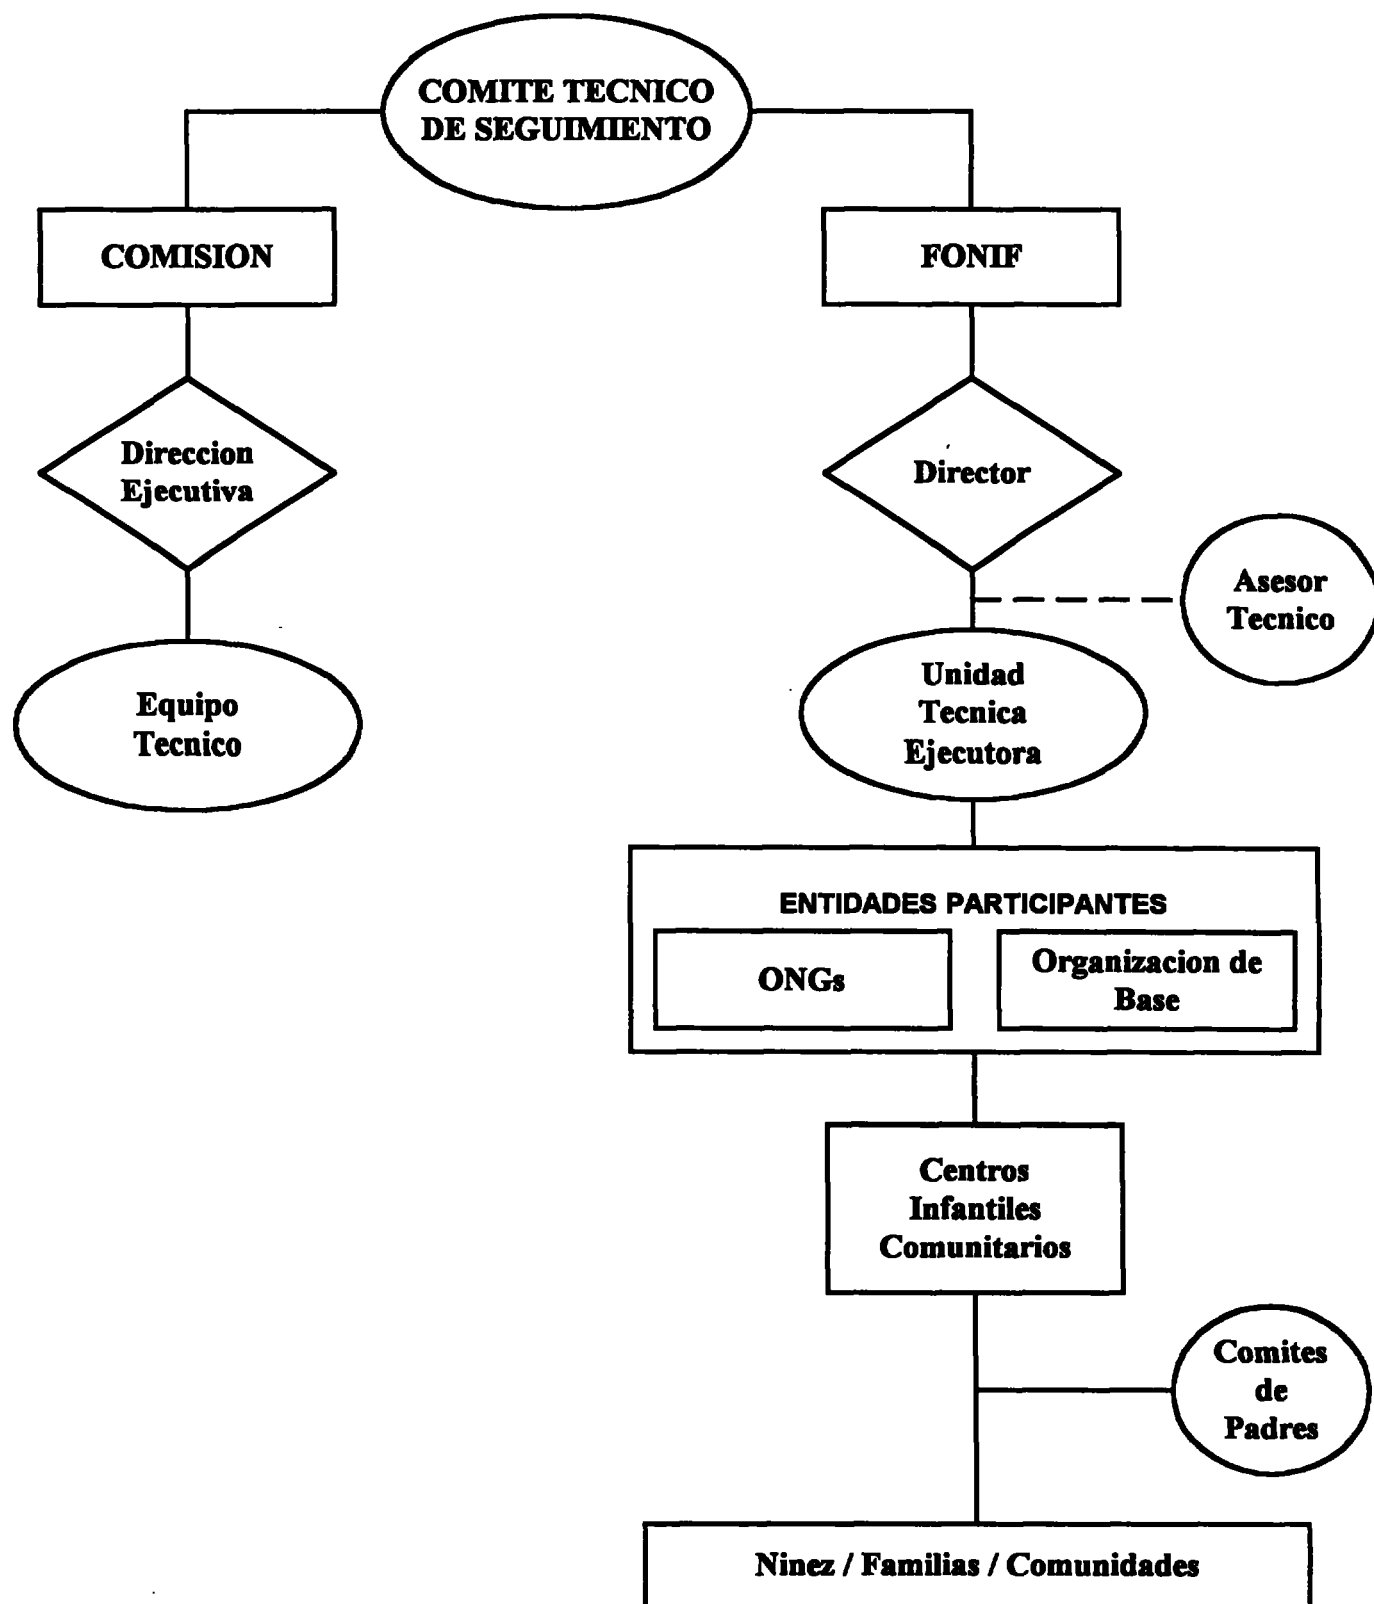 COMITE TECNICO
DE SEGUIMIENTO
COMISION
FONIF
Direccion
Ejecutiva
Director
Asesor
Tecnico
Equipo
Tecnico
Unidad
Tecnica
Ejecutora
ENTIDADES PARTICIPANTES
ONGs
Organizacion de
Base
Centros
Infantiles
Comunitarios
Comites
de
Padres
Ninez / Familias / Comunidades